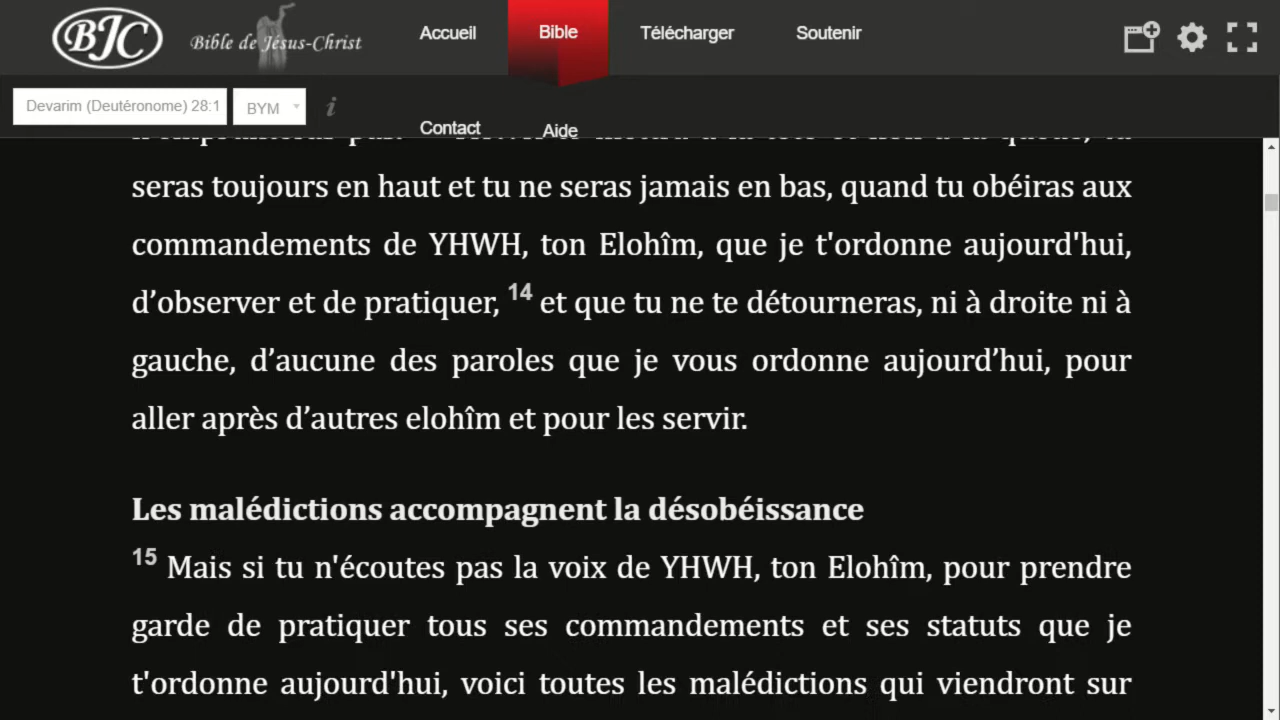 BJC Bible de Jésus-Christ Accueil Bible Télécharger Soutenir
Devarim (Deutéronome) 28:1 BYM i Contact Aide
seras toujours en haut et tu ne seras jamais en bas, quand tu obéiras aux
commandements de YHWH, ton Elohîm, que je t'ordonne aujourd'hui,
d’observer et de pratiquer, 14 et que tu ne te détourneras, ni à droite ni à
gauche, d’aucune des paroles que je vous ordonne aujourd’hui, pour
aller après d’autres elohîm et pour les servir.
Les malédictions accompagnent la désobéissance
15 Mais si tu n'écoutes pas la voix de YHWH, ton Elohîm, pour prendre
garde de pratiquer tous ses commandements et ses statuts que je
t'ordonne aujourd'hui, voici toutes les malédictions qui viendront sur